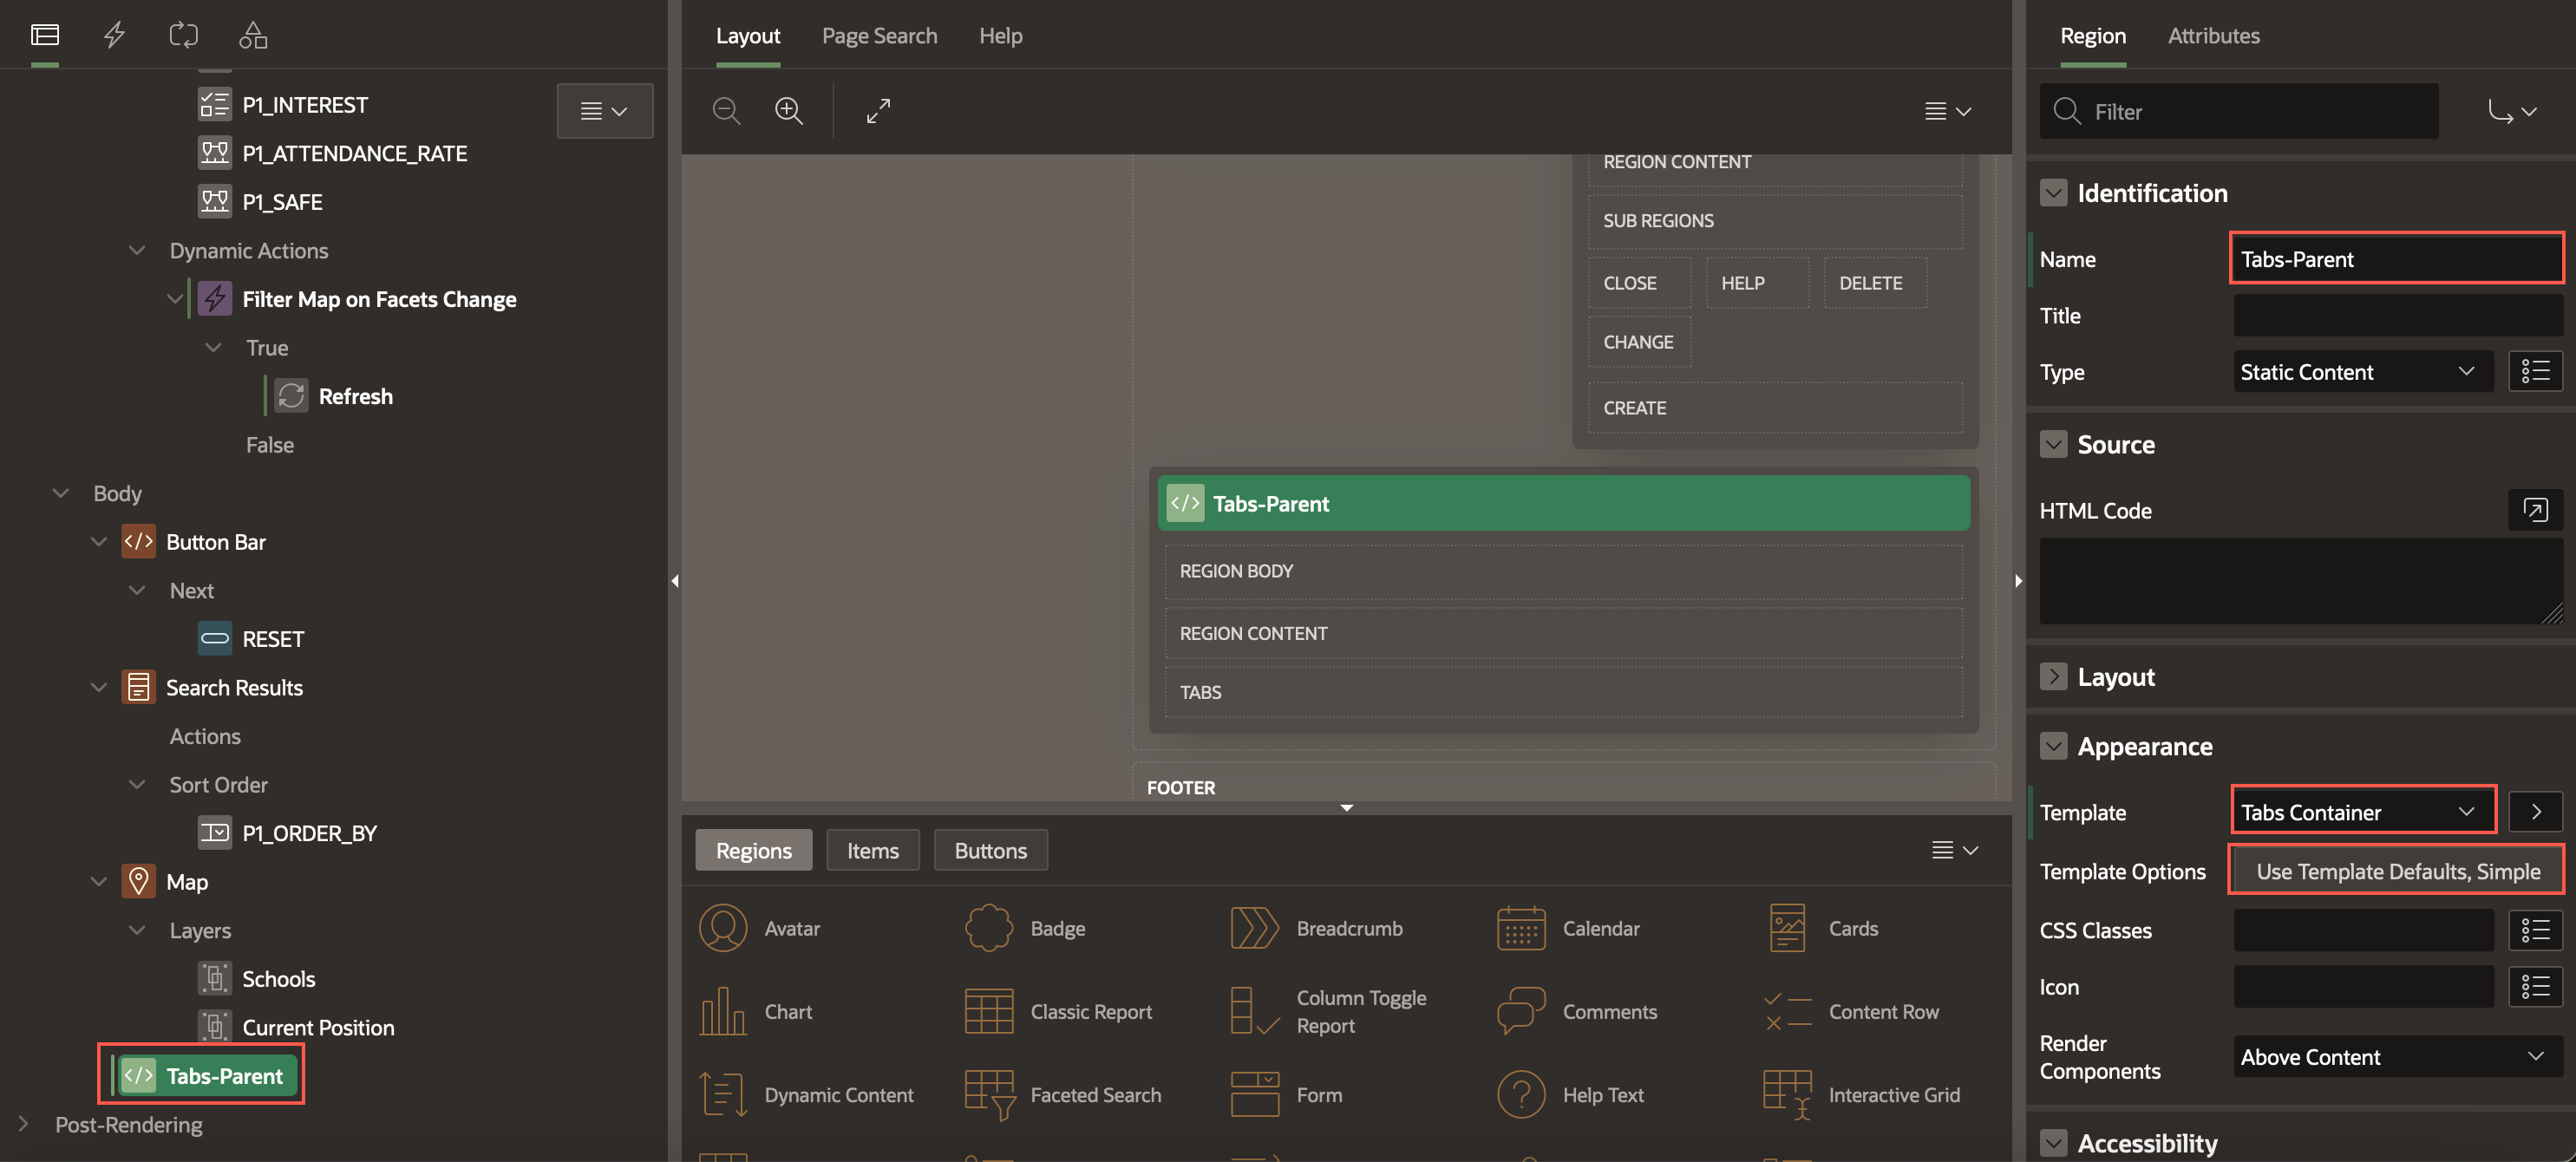 P1_INTEREST
P1_ATTENDANCE_RATE
P1_SAFE
Dynamic Actions
Filter Map on Facets Change
True
Refresh
False
Body
Button Bar
Next
RESET
Search Results
Actions
Sort Order
P1_ORDER_BY
Map
Layers
Schools
Current Position
Tabs-Parent
Post-Rendering
Layout
Page Search
Help
REGION CONTENT
SUB REGIONS
CLOSE
HELP
DELETE
CHANGE
CREATE
Tabs-Parent
REGION BODY
REGION CONTENT
TABS
FOOTER
Regions
Items
Buttons
Avatar
Badge
Breadcrumb
Calendar
Cards
Chart
Classic Report
Column Toggle
Report
Comments
Content Row
Dynamic Content
Faceted Search
Form
Help Text
Interactive Grid
Region
Attributes
Filter
Identification
Name
Tabs-Parent
Title
Type
Static Content
Source
HTML Code
Layout
Appearance
Template
Tabs Container
Template Options
Use Template Defaults, Simple
CSS Classes
Icon
Render
Components
Above Content
Accessibility